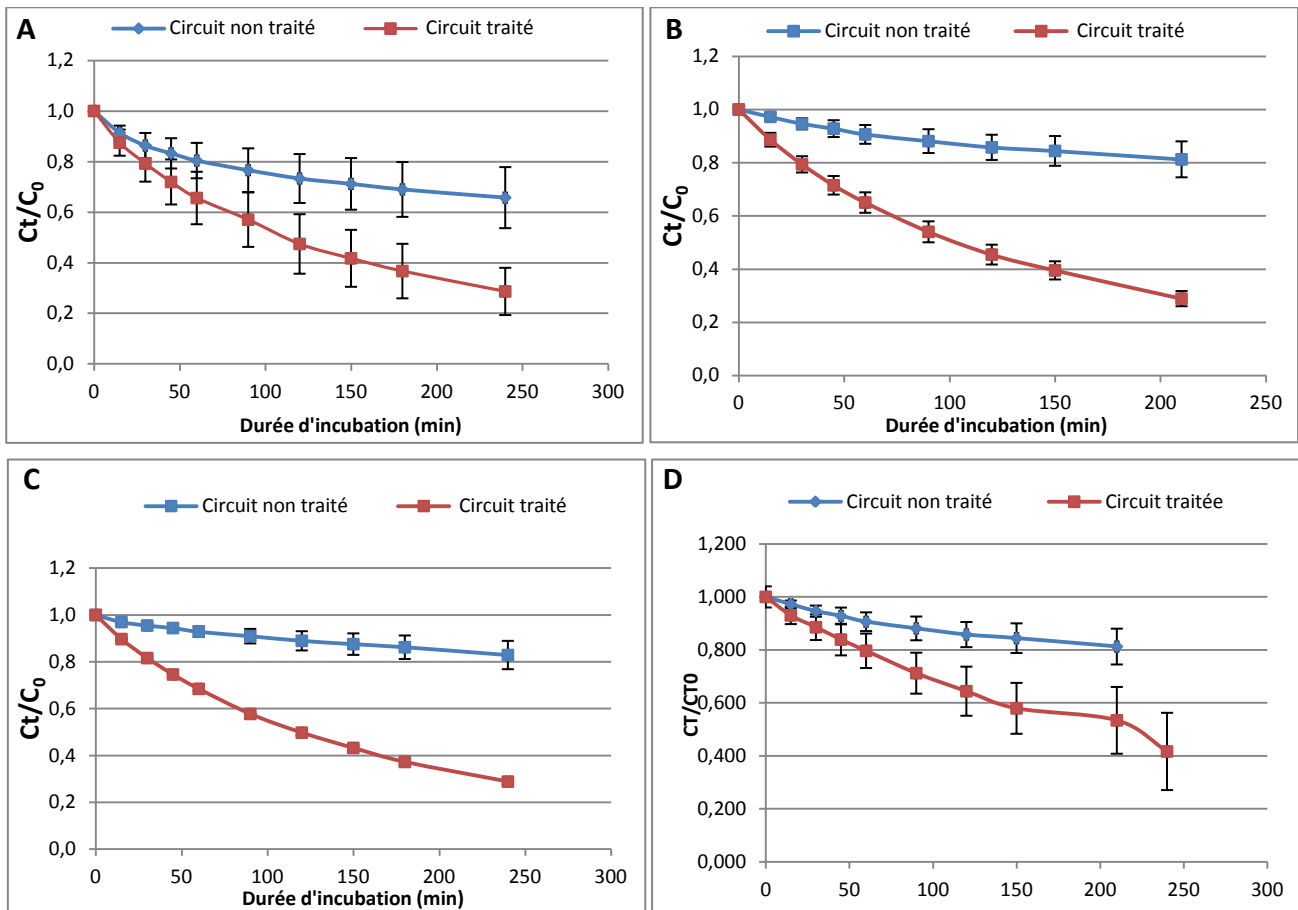 A
Circuit non traité
Circuit traité
1,2
1,0
0,8
0,6
0,4
0,2
0,0
Ct/C₀
0 50 100 150 200 250 300
Durée d'incubation (min)
B
Circuit non traité
Circuit traité
1,2
1,0
0,8
0,6
0,4
0,2
0,0
Ct/C₀
0 50 100 150 200 250
Durée d'incubation (min)
C
Circuit non traité
Circuit traité
1,2
1,0
0,8
0,6
0,4
0,2
0,0
Ct/C₀
0 50 100 150 200 250 300
Durée d'incubation (min)
D
Circuit non traité
Circuit traitée
1,200
1,000
0,800
0,600
0,400
0,200
0,000
CT/CT0
0 50 100 150 200 250 300